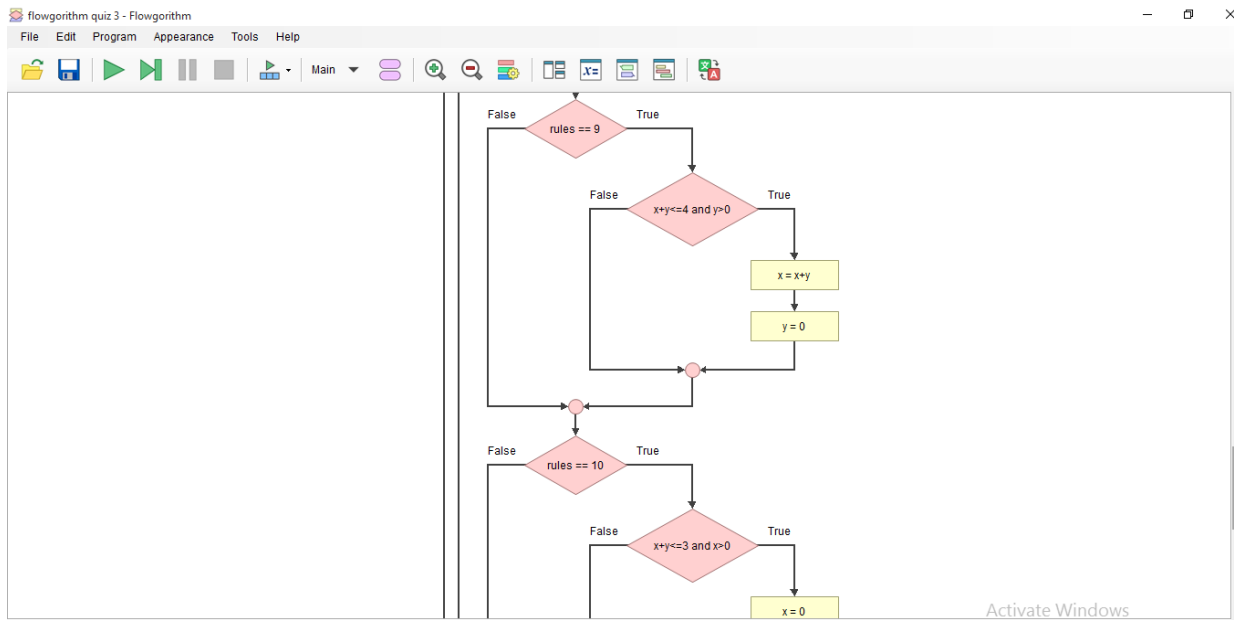 flowgorithm quiz 3 - Flowgorithm
File Edit Program Appearance Tools Help
Main
x=
False True
rules == 9
False True
x+y<=4 and y>0
x = x+y
y = 0
False True
rules == 10
False True
x+y<=3 and x>0
x = 0
Activate Windows